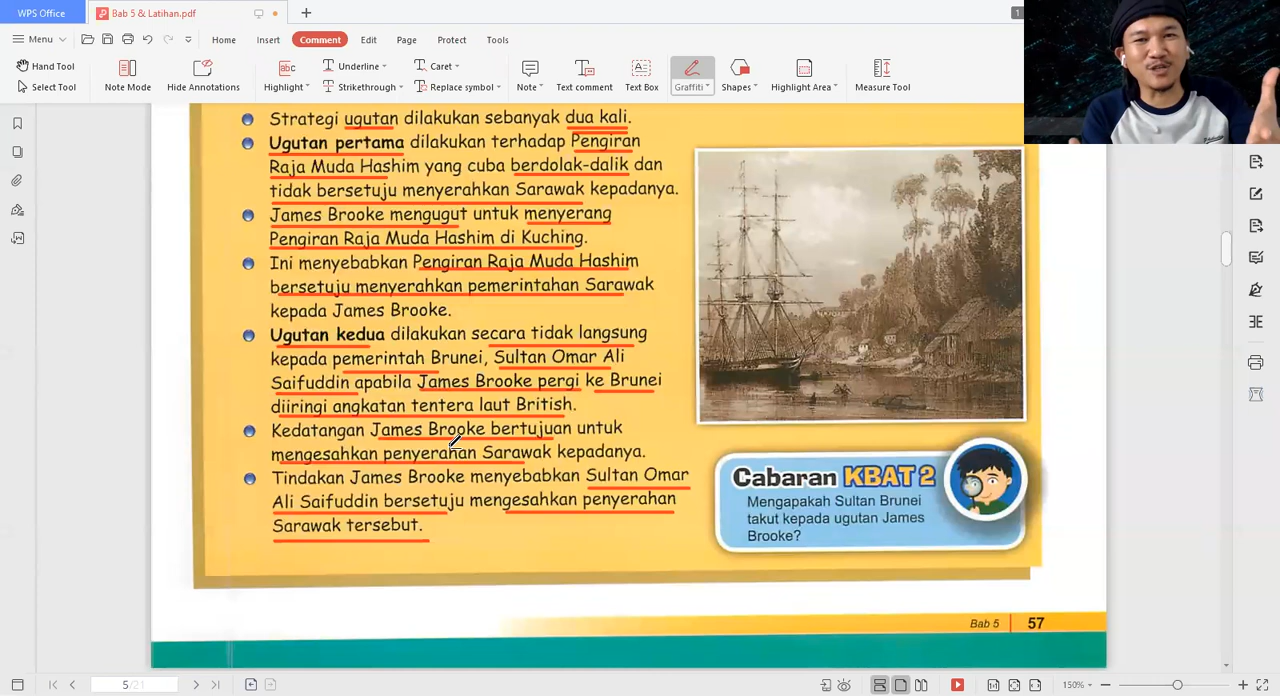 WPS Office
Bab 5 & Latihan.pdf
1
Menu
Home
Insert
Comment
Edit
Page
Protect
Tools
Hand Tool
Select Tool
Note Mode
Hide Annotations
abc
Highlight
Underline
Strikethrough
Caret
Replace symbol
Note
Text comment
Text Box
Graffiti
Shapes
Highlight Area
Measure Tool
Strategi ugutan dilakukan sebanyak dua kali.
Ugutan pertama dilakukan terhadap Pengiran
Raja Muda Hashim yang cuba berdolak-dalik dan
tidak bersetuju menyerahkan Sarawak kepadanya.
James Brooke mengugut untuk menyerang
Pengiran Raja Muda Hashim di Kuching.
Ini menyebabkan Pengiran Raja Muda Hashim
bersetuju menyerahkan pemerintahan Sarawak
kepada James Brooke.
Ugutan kedua dilakukan secara tidak langsung
kepada pemerintah Brunei, Sultan Omar Ali
Saifuddin apabila James Brooke pergi ke Brunei
diiringi angkatan tentera laut British.
Kedatangan James Brooke bertujuan untuk
mengesahkan penyerahan Sarawak kepadanya.
Tindakan James Brooke menyebabkan Sultan Omar
Ali Saifuddin bersetuju mengesahkan penyerahan
Sarawak tersebut.
Cabaran KBAT 2
Mengapakah Sultan Brunei
takut kepada ugutan James
Brooke?
Bab 5 57
5/21
150%